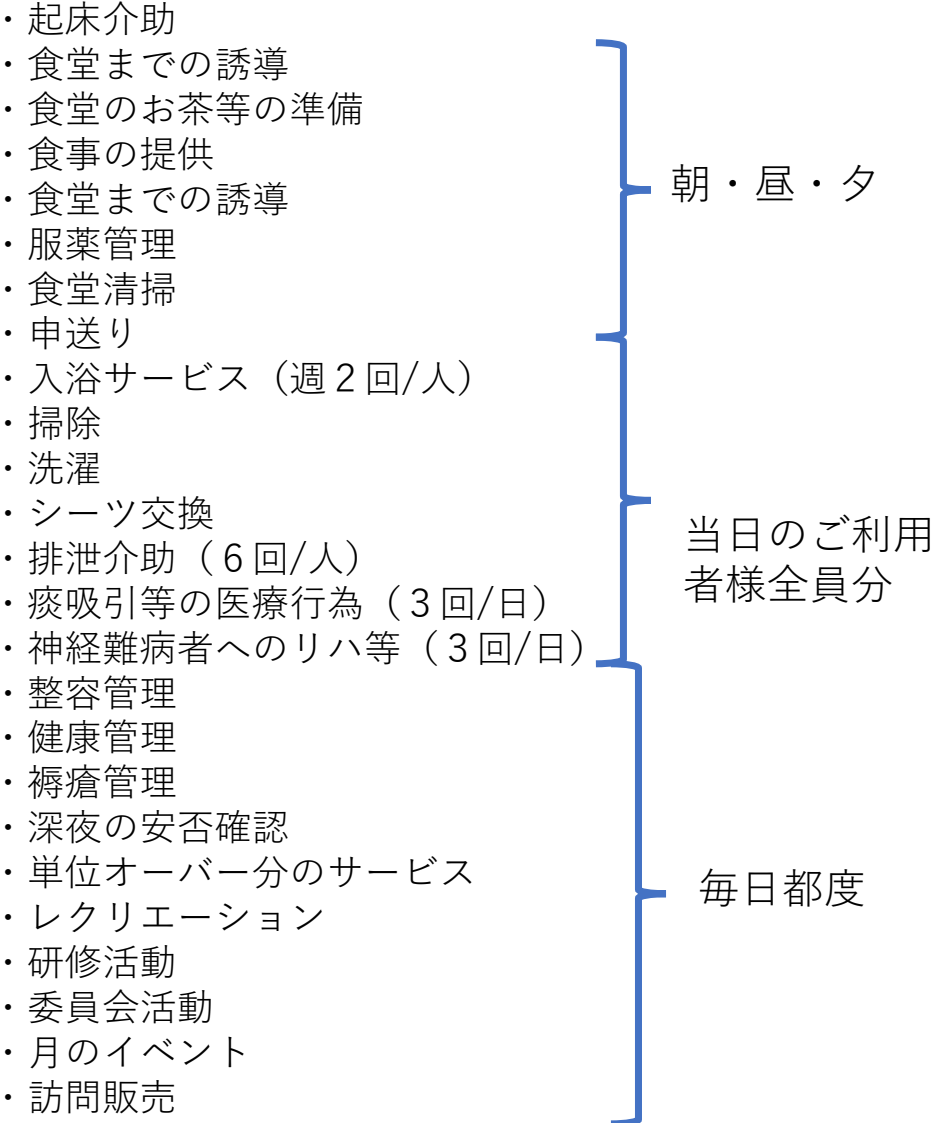 ・起床介助
・食堂までの誘導
・食堂のお茶等の準備
・食事の提供
・食堂までの誘導
・服薬管理
・食堂清掃
・申送り
・入浴サービス（週２回/人）
・掃除
・洗濯
・シーツ交換
・排泄介助（６回/人）
・痰吸引等の医療行為（３回/日）
・神経難病者へのリハ等（３回/日）
・整容管理
・健康管理
・褥瘡管理
・深夜の安否確認
・単位オーバー分のサービス
・レクリエーション
・研修活動
・委員会活動
・月のイベント
・訪問販売
朝・昼・夕
当日のご利用
者様全員分
毎日都度